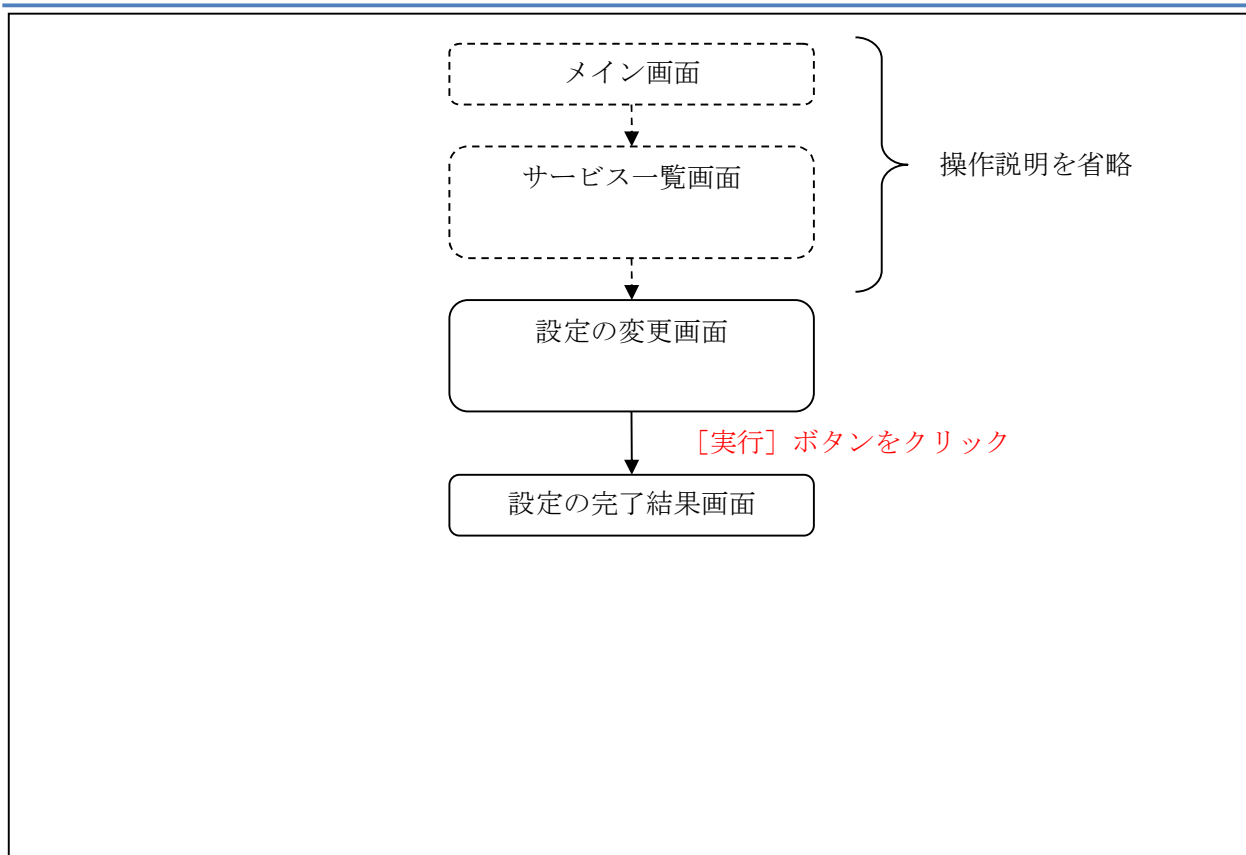 メイン画面
サービス一覧画面
操作説明を省略
設定の変更画面
［実行］ボタンをクリック
設定の完了結果画面